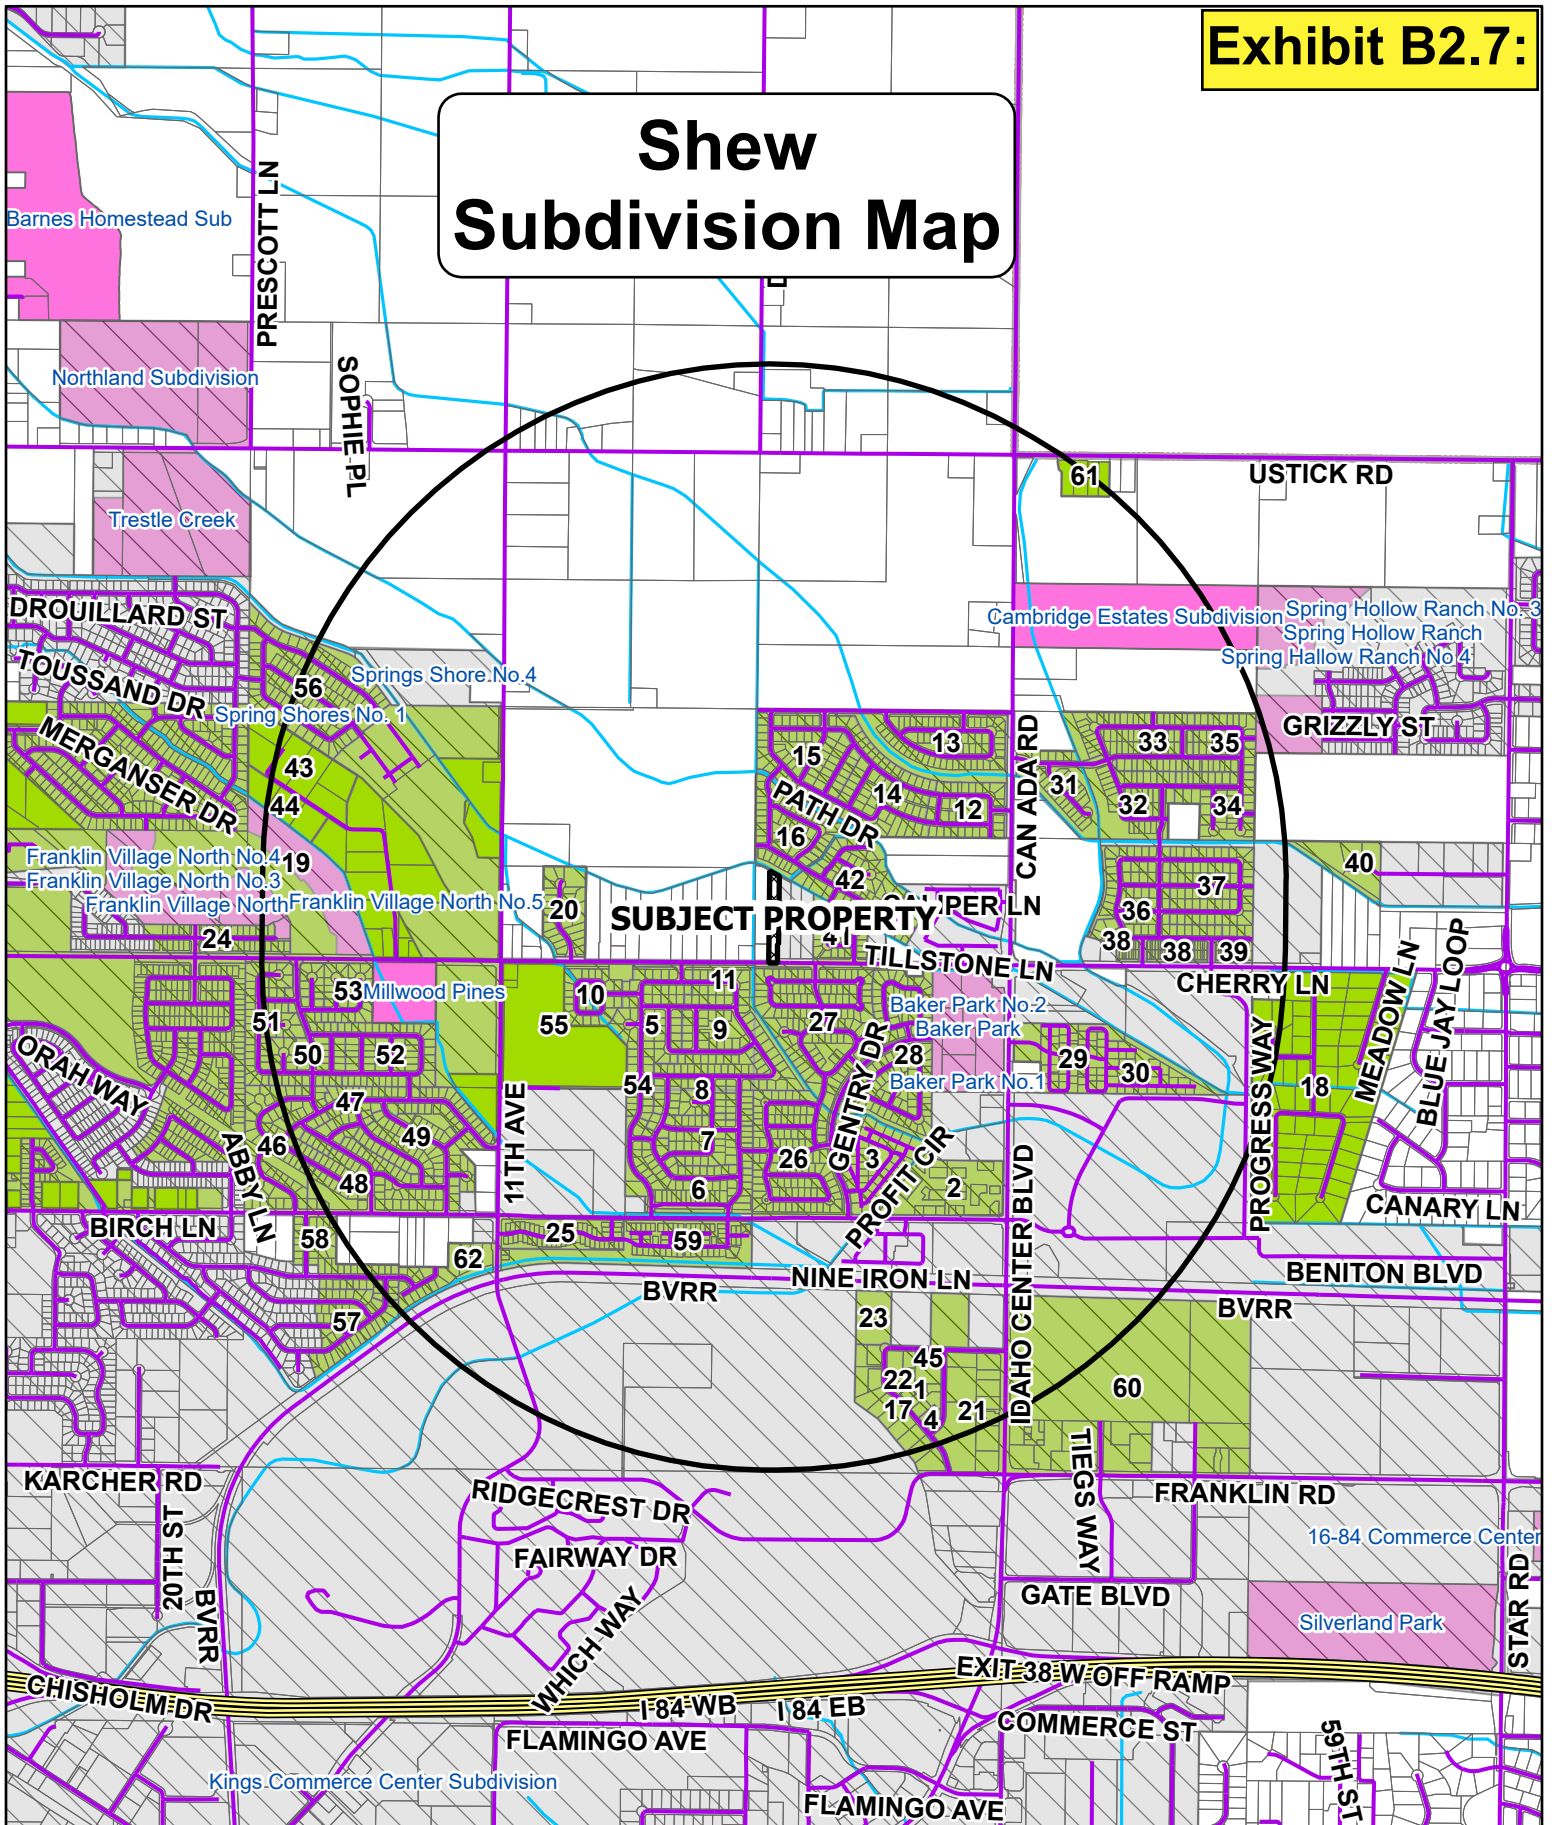 Exhibit B2.7:
Shew
Subdivision Map
PRESCOTT LN
Barnes Homestead Sub
D
Northland Subdivision
SOPHIE PL
61
USTICK RD
Trestle Creek
DROUILLARD ST
Cambridge Estates Subdivision
Spring Hollow Ranch No. 3
Spring Hollow Ranch
Spring Hallow Ranch No 4
TOUSSAND DR
56
Springs Shore No.4
Spring Shores No. 1
MERGANSER DR
43
44
15
13
CAN ADA RD
33
35
GRIZZLY ST
31
14
12
32
34
PATH DR
16
42
Franklin Village North No.4
19
Franklin Village North No.3
Franklin Village North
Franklin Village North No.5
40
37
36
20
SUBJECT PROPERTY
41
24
38
38
39
TILLSTONE LN
CHERRY LN
MEADOW LN
BLUE JAY LOOP
53
Millwood Pines
10
11
Baker Park No.2
Baker Park
51
55
5
9
27
50
52
28
29
30
PROGRESS WAY
ORAH WAY
54
8
GENTRY DR
Baker Park No.1
18
47
11TH AVE
46
49
7
26
3
PROFIT CIR
ABBY LN
48
6
2
IDAHO CENTER BLVD
CANARY LN
BIRCH LN
58
25
59
62
NINE IRON LN
BENITON BLVD
BVRR
BVRR
57
23
45
22
1
60
17
4
21
KARCHER RD
RIDGECREST DR
TIEGS WAY
FRANKLIN RD
20TH ST
16-84 Commerce Center
FAIRWAY DR
GATE BLVD
BVRR
Silverland Park
STAR RD
WHICH WAY
EXIT 38 W OFF RAMP
CHISHOLM DR
I 84 WB
I 84 EB
COMMERCE ST
FLAMINGO AVE
59TH ST
Kings Commerce Center Subdivision
FLAMINGO AVE